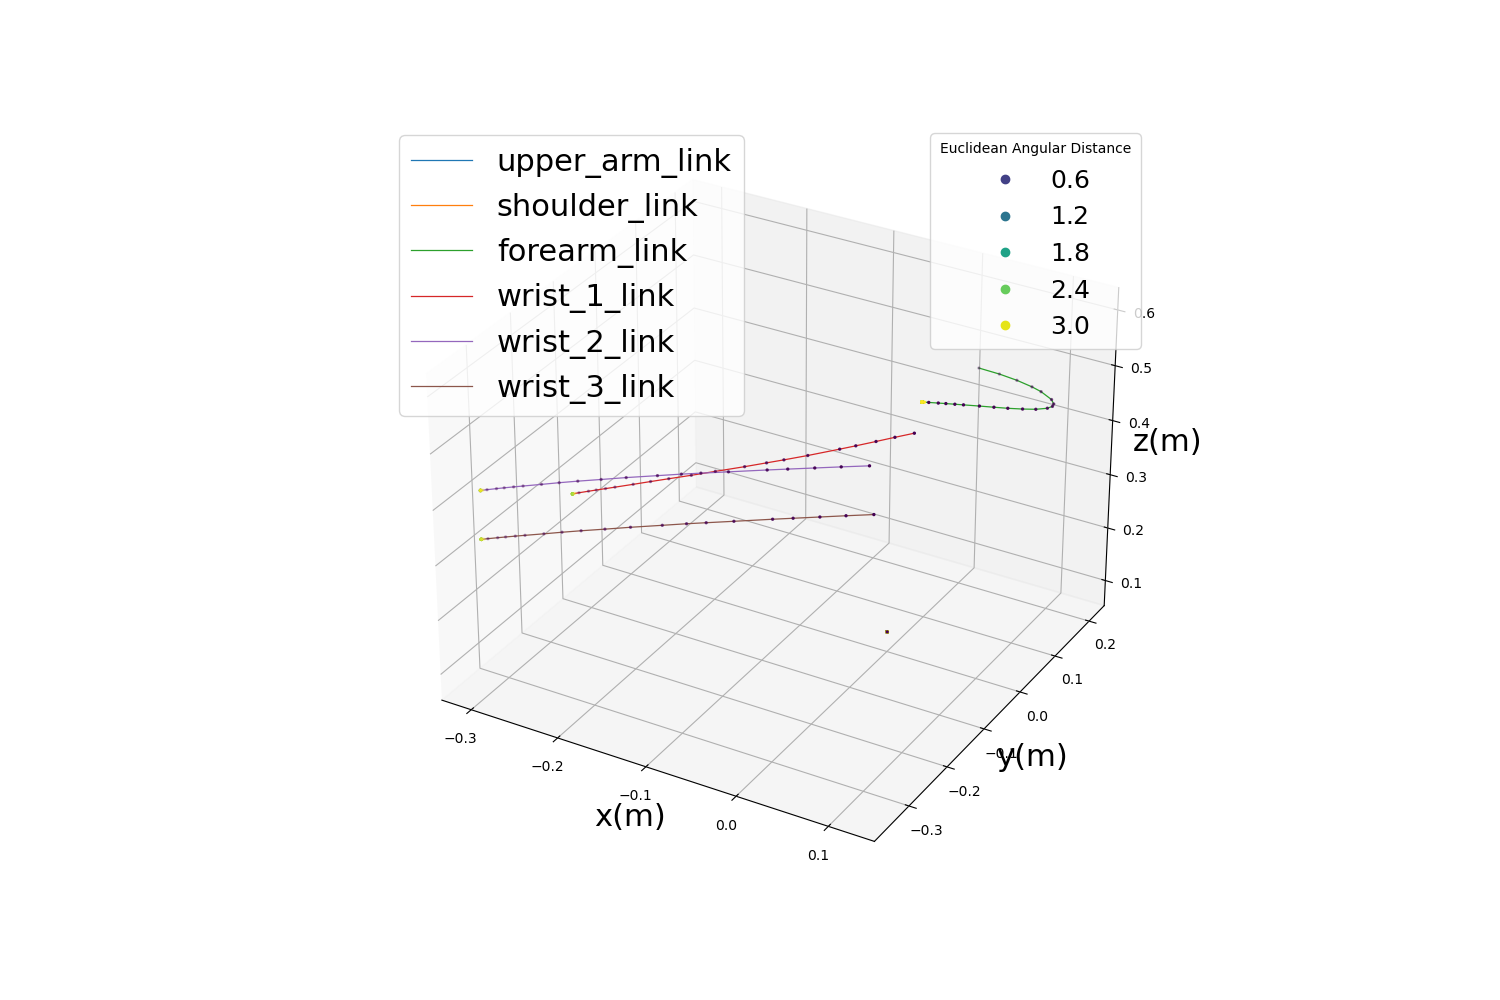 upper_arm_link
shoulder_link
forearm_link
wrist_1_link
wrist_2_link
wrist_3_link
Euclidean Angular Distance
0.6
1.2
1.8
2.4
3.0
0.6
0.5
0.4
0.3
0.2
0.1
z(m)
0.2
0.1
0.0
−0.1
−0.2
−0.3
y(m)
−0.3
−0.2
−0.1
0.0
0.1
x(m)